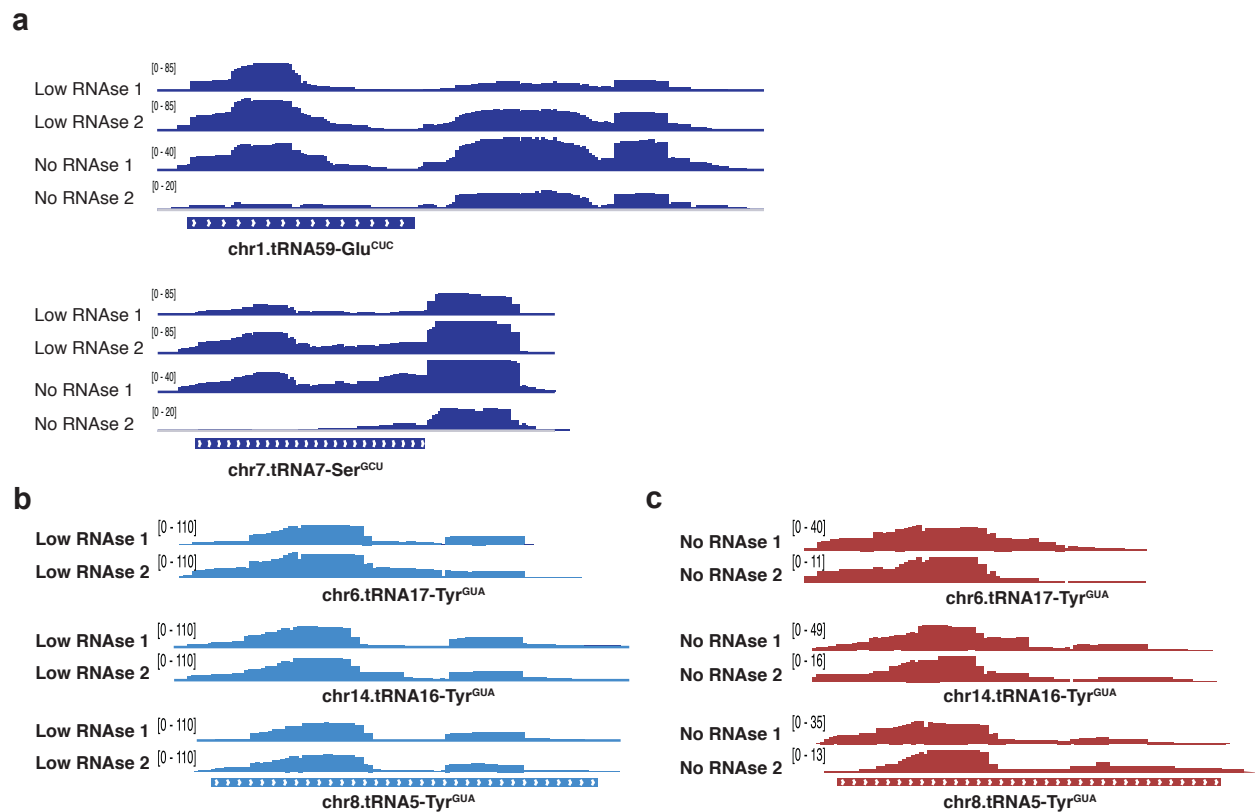 a
[0 - 85]
Low RNAse 1
[0 - 85]
Low RNAse 2
[0 - 40]
No RNAse 1
[0 - 20]
No RNAse 2
chr1.tRNA59-GluCUC
[0 - 85]
Low RNAse 1
[0 - 85]
Low RNAse 2
[0 - 40]
No RNAse 1
[0 - 20]
No RNAse 2
chr7.tRNA7-SerGCU
b
[0 - 110]
Low RNAse 1
[0 - 110]
Low RNAse 2
chr6.tRNA17-TyrGUA
[0 - 110]
Low RNAse 1
[0 - 110]
Low RNAse 2
chr14.tRNA16-TyrGUA
[0 - 110]
Low RNAse 1
[0 - 110]
Low RNAse 2
chr8.tRNA5-TyrGUA
c
[0 - 40]
No RNAse 1
[0 - 11]
No RNAse 2
chr6.tRNA17-TyrGUA
[0 - 49]
No RNAse 1
[0 - 16]
No RNAse 2
chr14.tRNA16-TyrGUA
[0 - 35]
No RNAse 1
[0 - 13]
No RNAse 2
chr8.tRNA5-TyrGUA